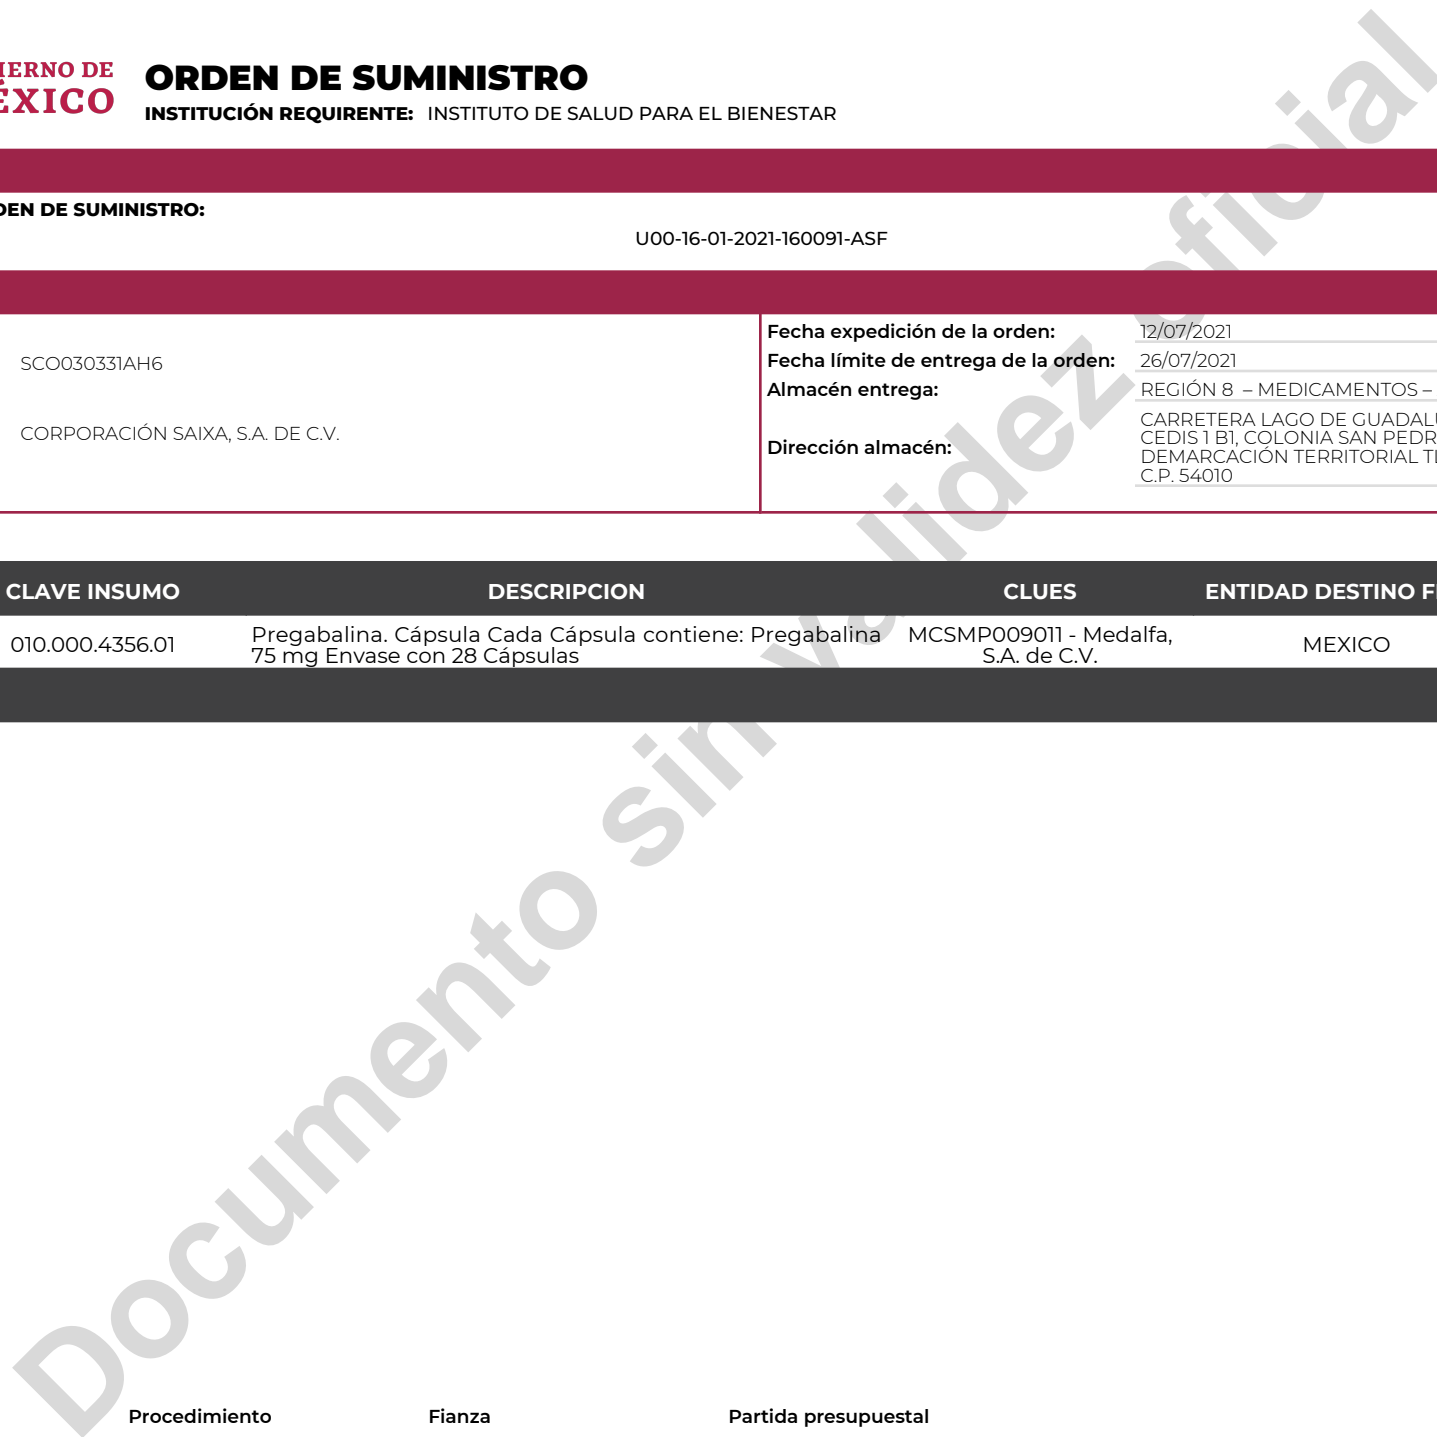 IERNO DE
ÉXICO
ORDEN DE SUMINISTRO
INSTITUCIÓN REQUIRENTE: INSTITUTO DE SALUD PARA EL BIENESTAR
DEN DE SUMINISTRO:
U00-16-01-2021-160091-ASF
SCO030331AH6
CORPORACIÓN SAIXA, S.A. DE C.V.
Fecha expedición de la orden: 12/07/2021
Fecha límite de entrega de la orden: 26/07/2021
Almacén entrega: REGIÓN 8 – MEDICAMENTOS –
Dirección almacén:
CARRETERA LAGO DE GUADALU
CEDIS 1 B1, COLONIA SAN PEDR
DEMARCACIÓN TERRITORIAL TL
C.P. 54010
CLAVE INSUMO DESCRIPCION CLUES ENTIDAD DESTINO FI
010.000.4356.01
Pregabalina. Cápsula Cada Cápsula contiene: Pregabalina
75 mg Envase con 28 Cápsulas
MCSMP009011 - Medalfa,
S.A. de C.V.
MEXICO
Documento sin validez oficial
Procedimiento Fianza Partida presupuestal